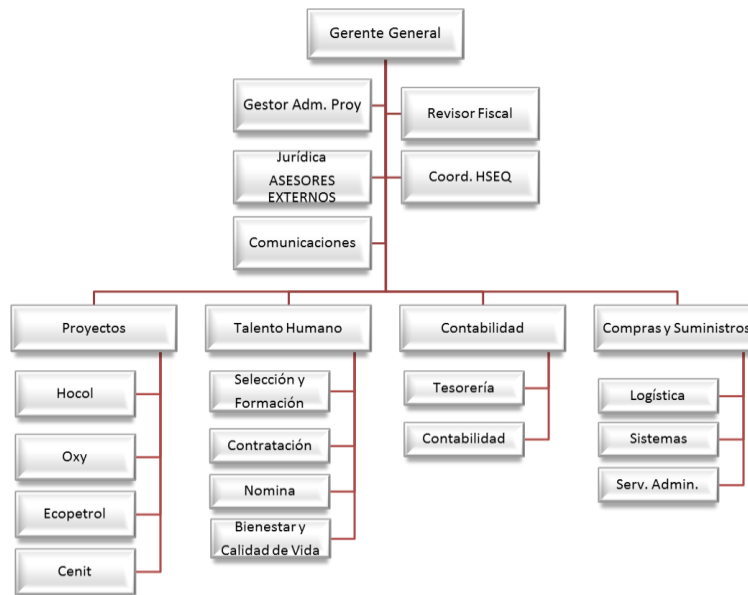 Gerente General
Gestor Adm. Proy
Revisor Fiscal
Jurídica
ASESORES
EXTERNOS
Coord. HSEQ
Comunicaciones
Proyectos
Talento Humano
Contabilidad
Compras y Suministros
Hocol
Oxy
Ecopetrol
Cenit
Selección y
Formación
Contratación
Nomina
Bienestar y
Calidad de Vida
Tesorería
Contabilidad
Logística
Sistemas
Serv. Admin.